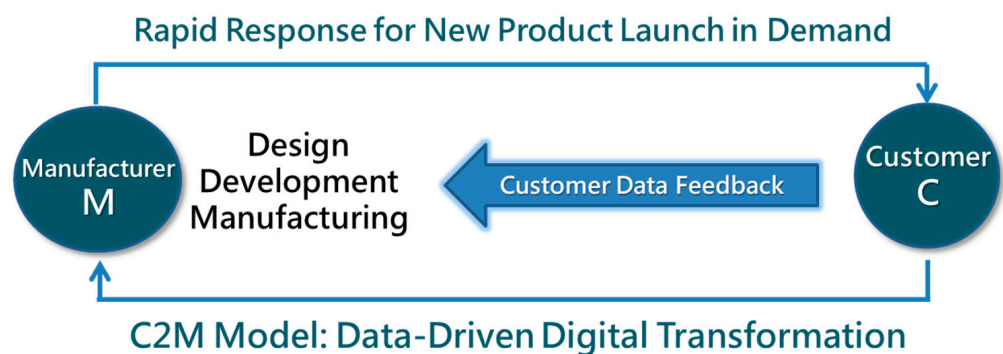 Rapid Response for New Product Launch in Demand
Manufacturer
M
Design
Development
Manufacturing
Customer Data Feedback
Customer
C
C2M Model: Data-Driven Digital Transformation